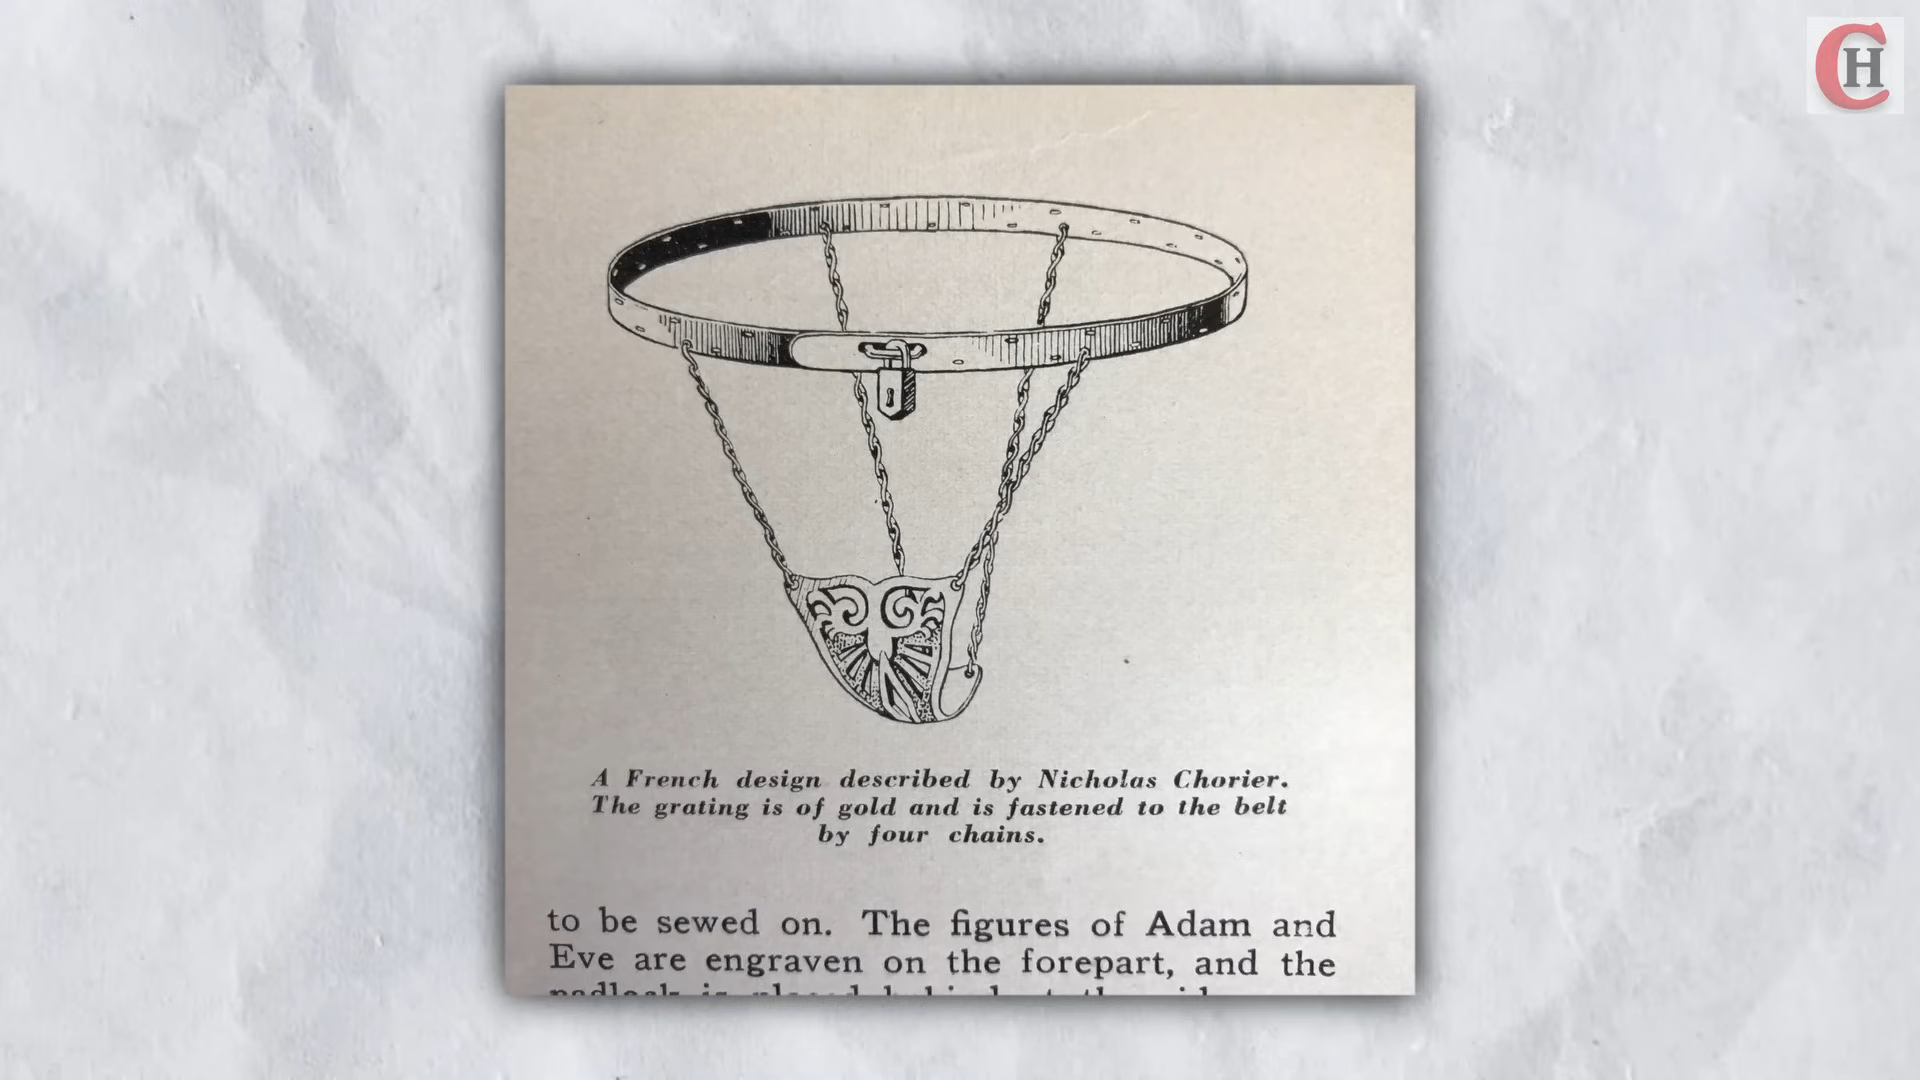 CH
A French design described by Nicholas Chorier.
The grating is of gold and is fastened to the belt
by four chains.
to be sewed on. The figures of Adam and
Eve are engraven on the forepart, and the